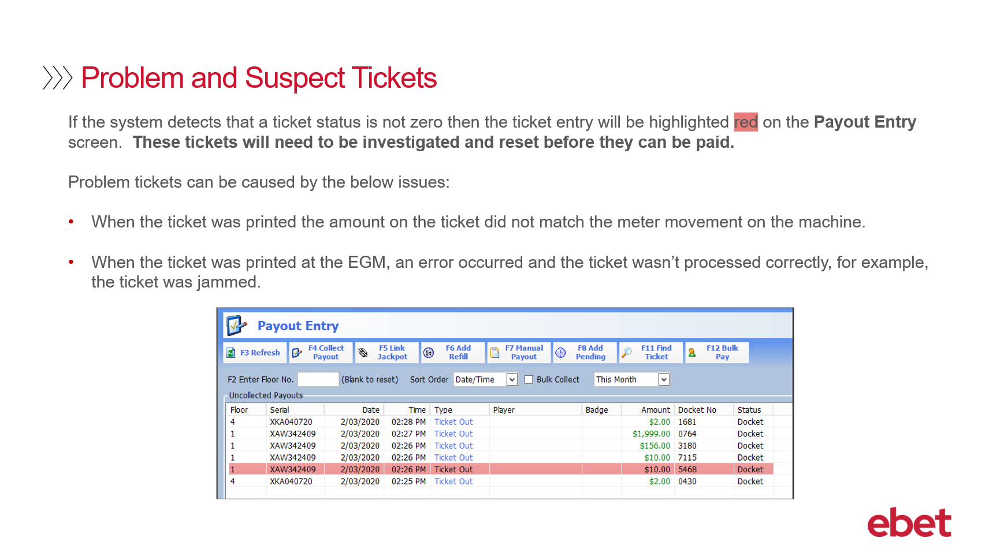 Problem and Suspect Tickets
If the system detects that a ticket status is not zero then the ticket entry will be highlighted red on the Payout Entry
screen. These tickets will need to be investigated and reset before they can be paid.
Problem tickets can be caused by the below issues:
• When the ticket was printed the amount on the ticket did not match the meter movement on the machine.
• When the ticket was printed at the EGM, an error occurred and the ticket wasn’t processed correctly, for example,
the ticket was jammed.
Payout Entry
F3 Refresh F4 Collect Payout F5 Link Jackpot F6 Add Refill F7 Manual Payout F8 Add Pending F11 Find Ticket F12 Bulk Pay
F2 Enter Floor No. (Blank to reset) Sort Order Date/Time Bulk Collect This Month
Uncollected Payouts
Floor Serial Date Time Type Player Badge Amount Docket No Status
4 XKA040720 2/03/2020 02:28 PM Ticket Out $2.00 1681 Docket
1 XAW342409 2/03/2020 02:27 PM Ticket Out $1,999.00 0764 Docket
1 XAW342409 2/03/2020 02:26 PM Ticket Out $156.00 3180 Docket
1 XAW342409 2/03/2020 02:26 PM Ticket Out $10.00 7115 Docket
1 XAW342409 2/03/2020 02:26 PM Ticket Out $10.00 5468 Docket
4 XKA040720 2/03/2020 02:25 PM Ticket Out $2.00 0430 Docket
ebet